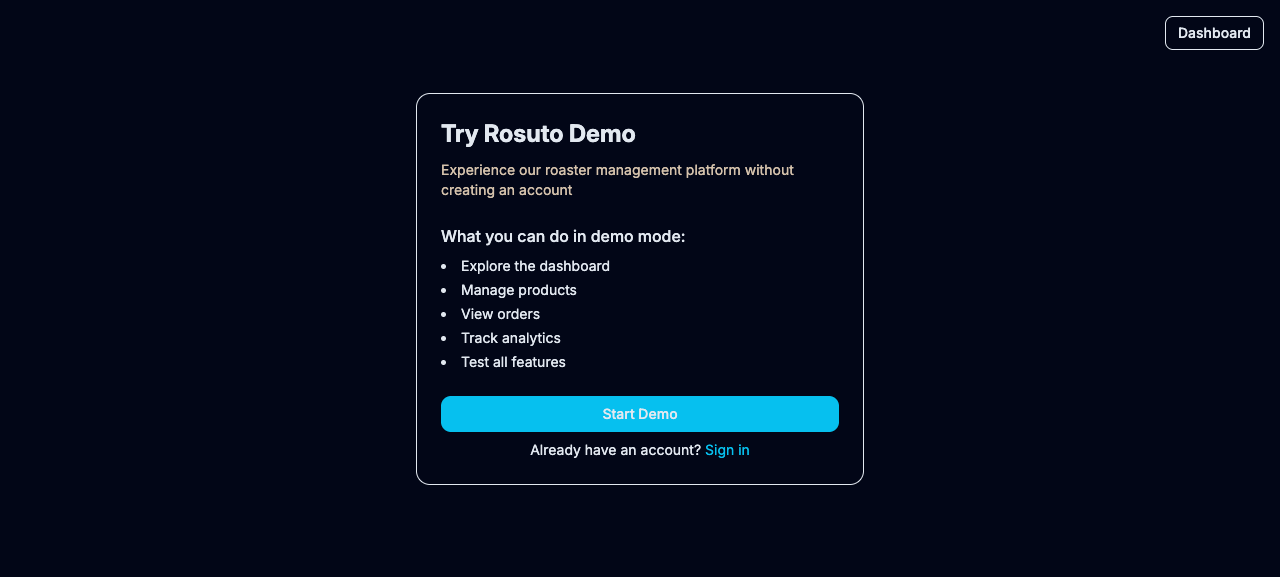 Dashboard
Try Rosuto Demo
Experience our roaster management platform without
creating an account
What you can do in demo mode:
Explore the dashboard
Manage products
View orders
Track analytics
Test all features
Start Demo
Already have an account? Sign in